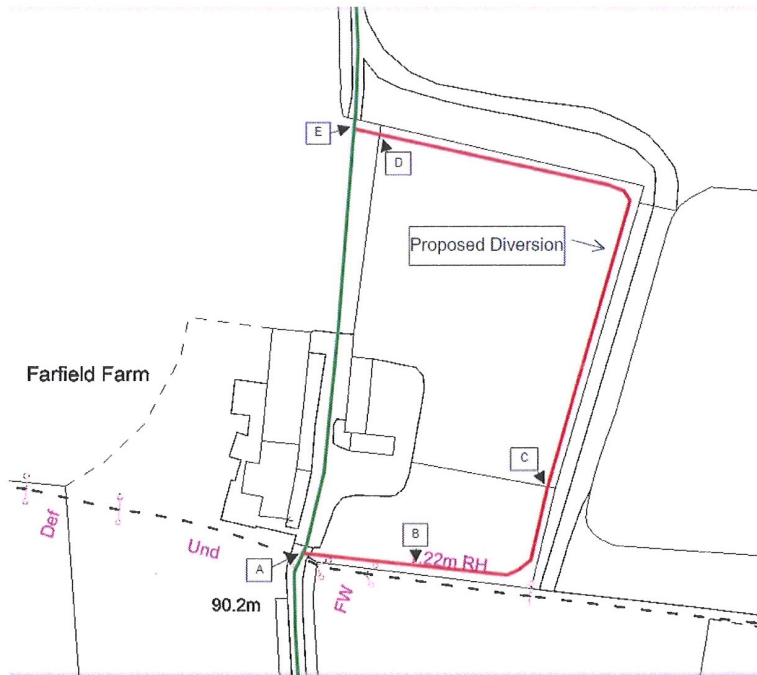 E
D
Proposed Diversion
Farfield Farm
C
B
Def
Und
A
.22m RH
FW
90.2m